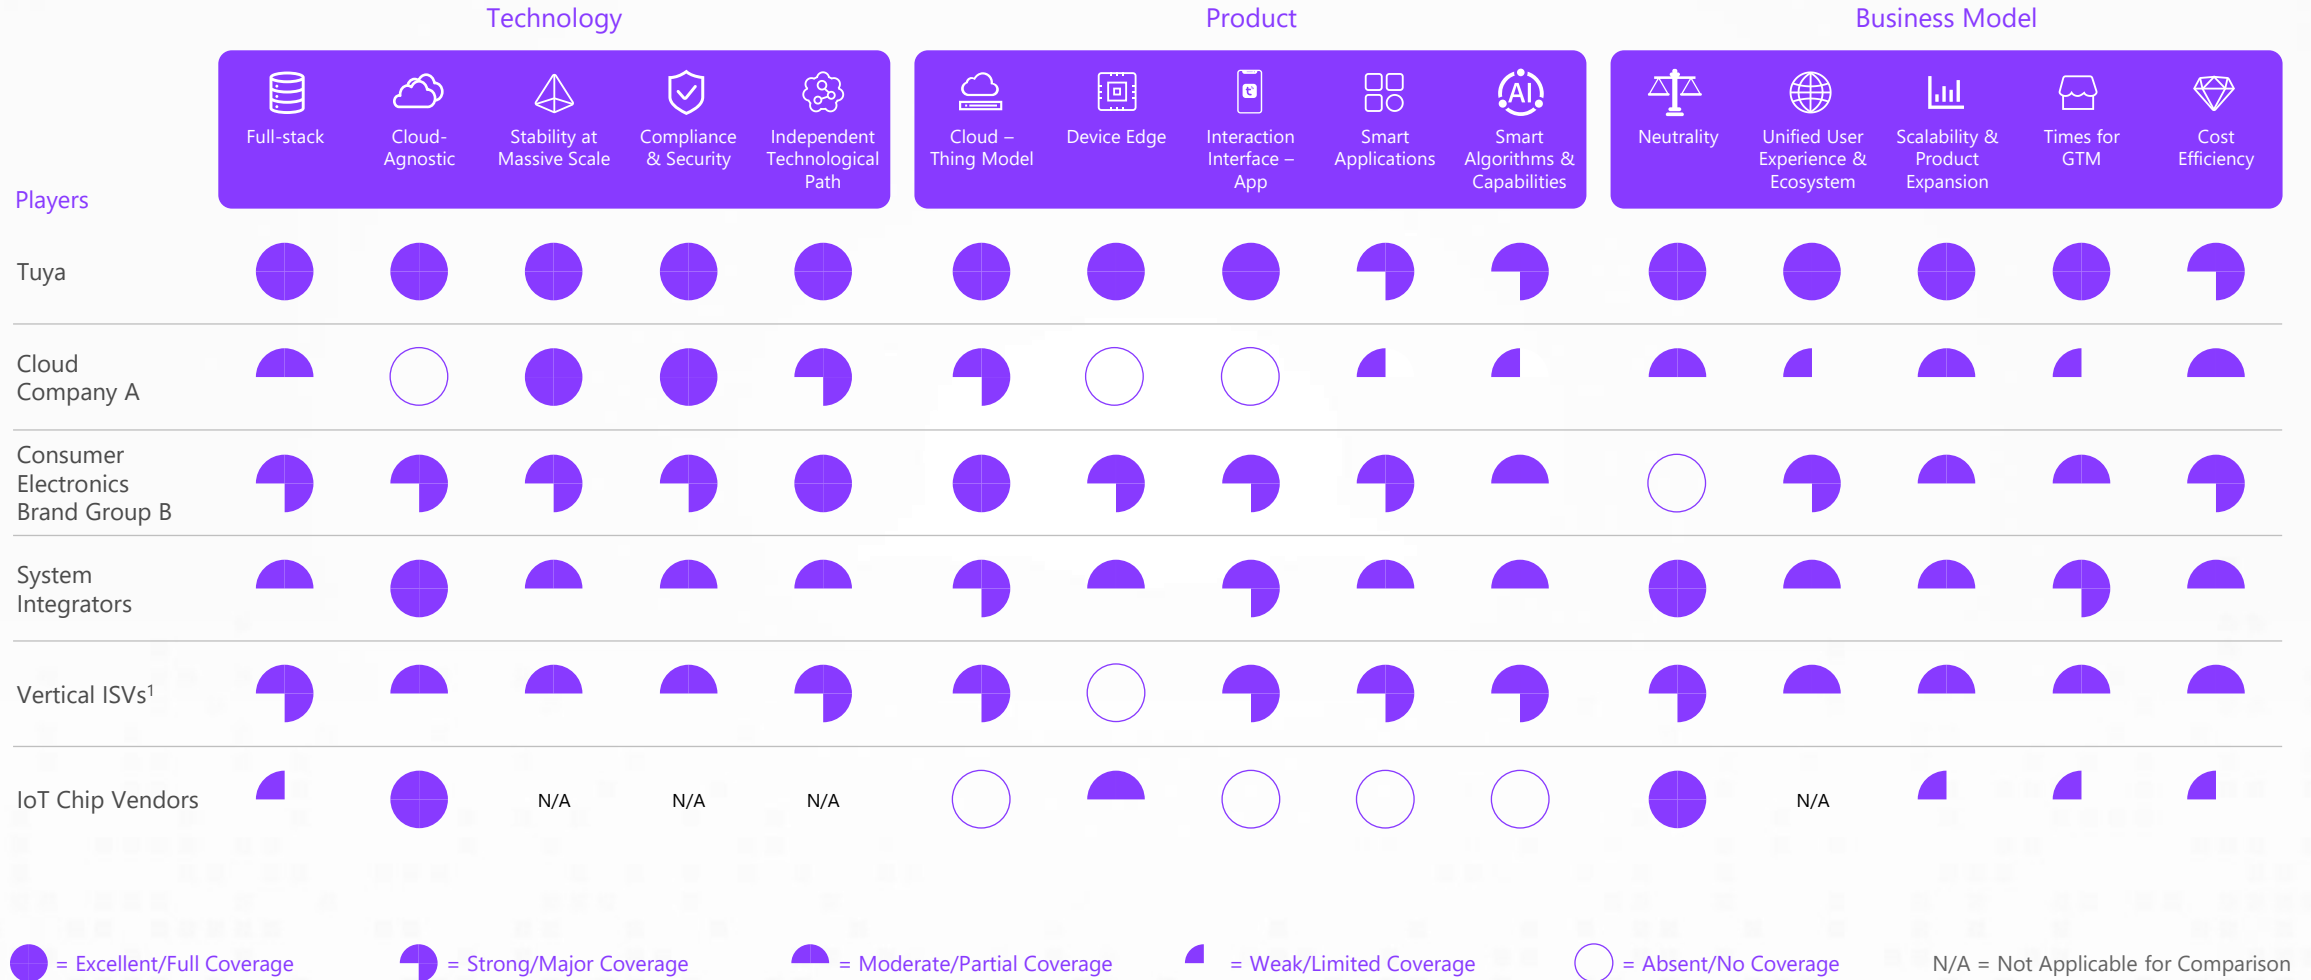 Technology
Product
Business Model
Full-stack
Cloud-
Agnostic
Stability at
Massive Scale
Compliance
& Security
Independent
Technological
Path
Cloud –
Thing Model
Device Edge
Interaction
Interface –
App
Smart
Applications
AI
Smart
Algorithms &
Capabilities
Neutrality
Unified User
Experience &
Ecosystem
Scalability &
Product
Expansion
Times for
GTM
Cost
Efficiency
Players
Tuya
Cloud
Company A
Consumer
Electronics
Brand Group B
System
Integrators
Vertical ISVs¹
IoT Chip Vendors
N/A
N/A
N/A
N/A
= Excellent/Full Coverage
= Strong/Major Coverage
= Moderate/Partial Coverage
= Weak/Limited Coverage
= Absent/No Coverage
N/A = Not Applicable for Comparison